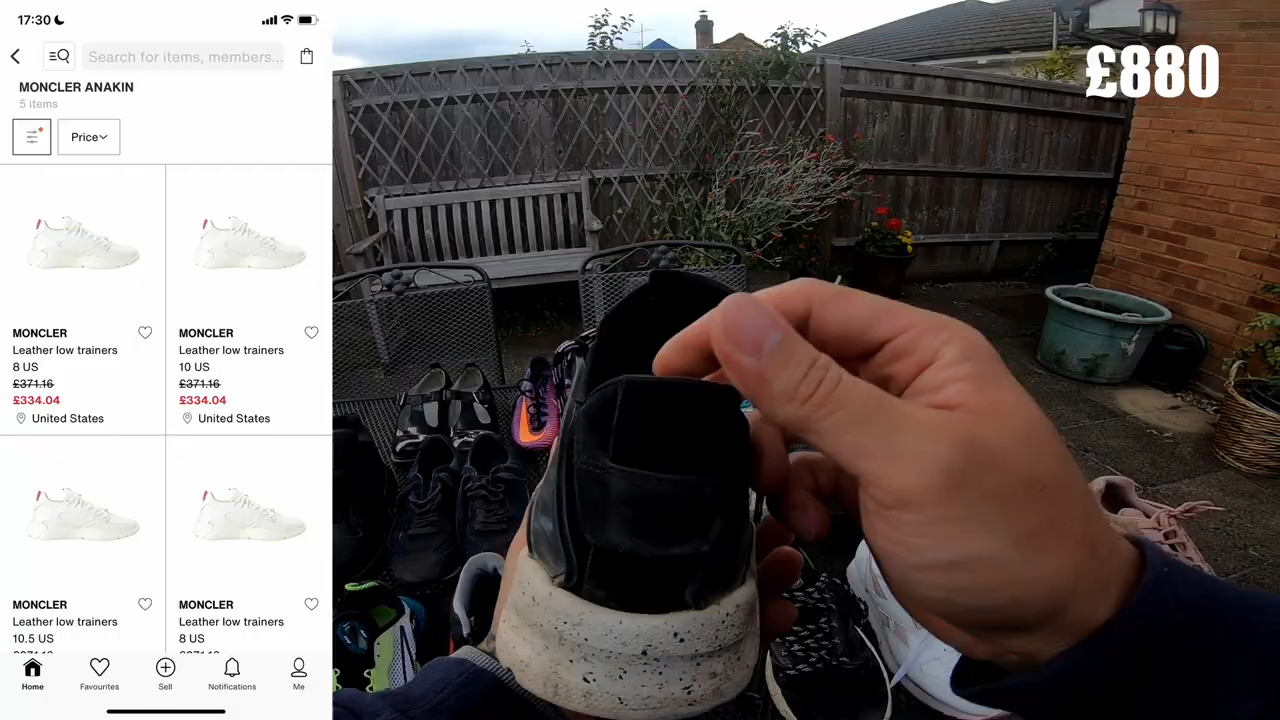 17:30
Search for items, members...
MONCLER ANAKIN
5 items
Price
MONCLER
Leather low trainers
8 US
£371.16
£334.04
United States
MONCLER
Leather low trainers
10 US
£371.16
£334.04
United States
MONCLER
Leather low trainers
10.5 US
MONCLER
Leather low trainers
8 US
Home
Favourites
Sell
Notifications
Me
£880